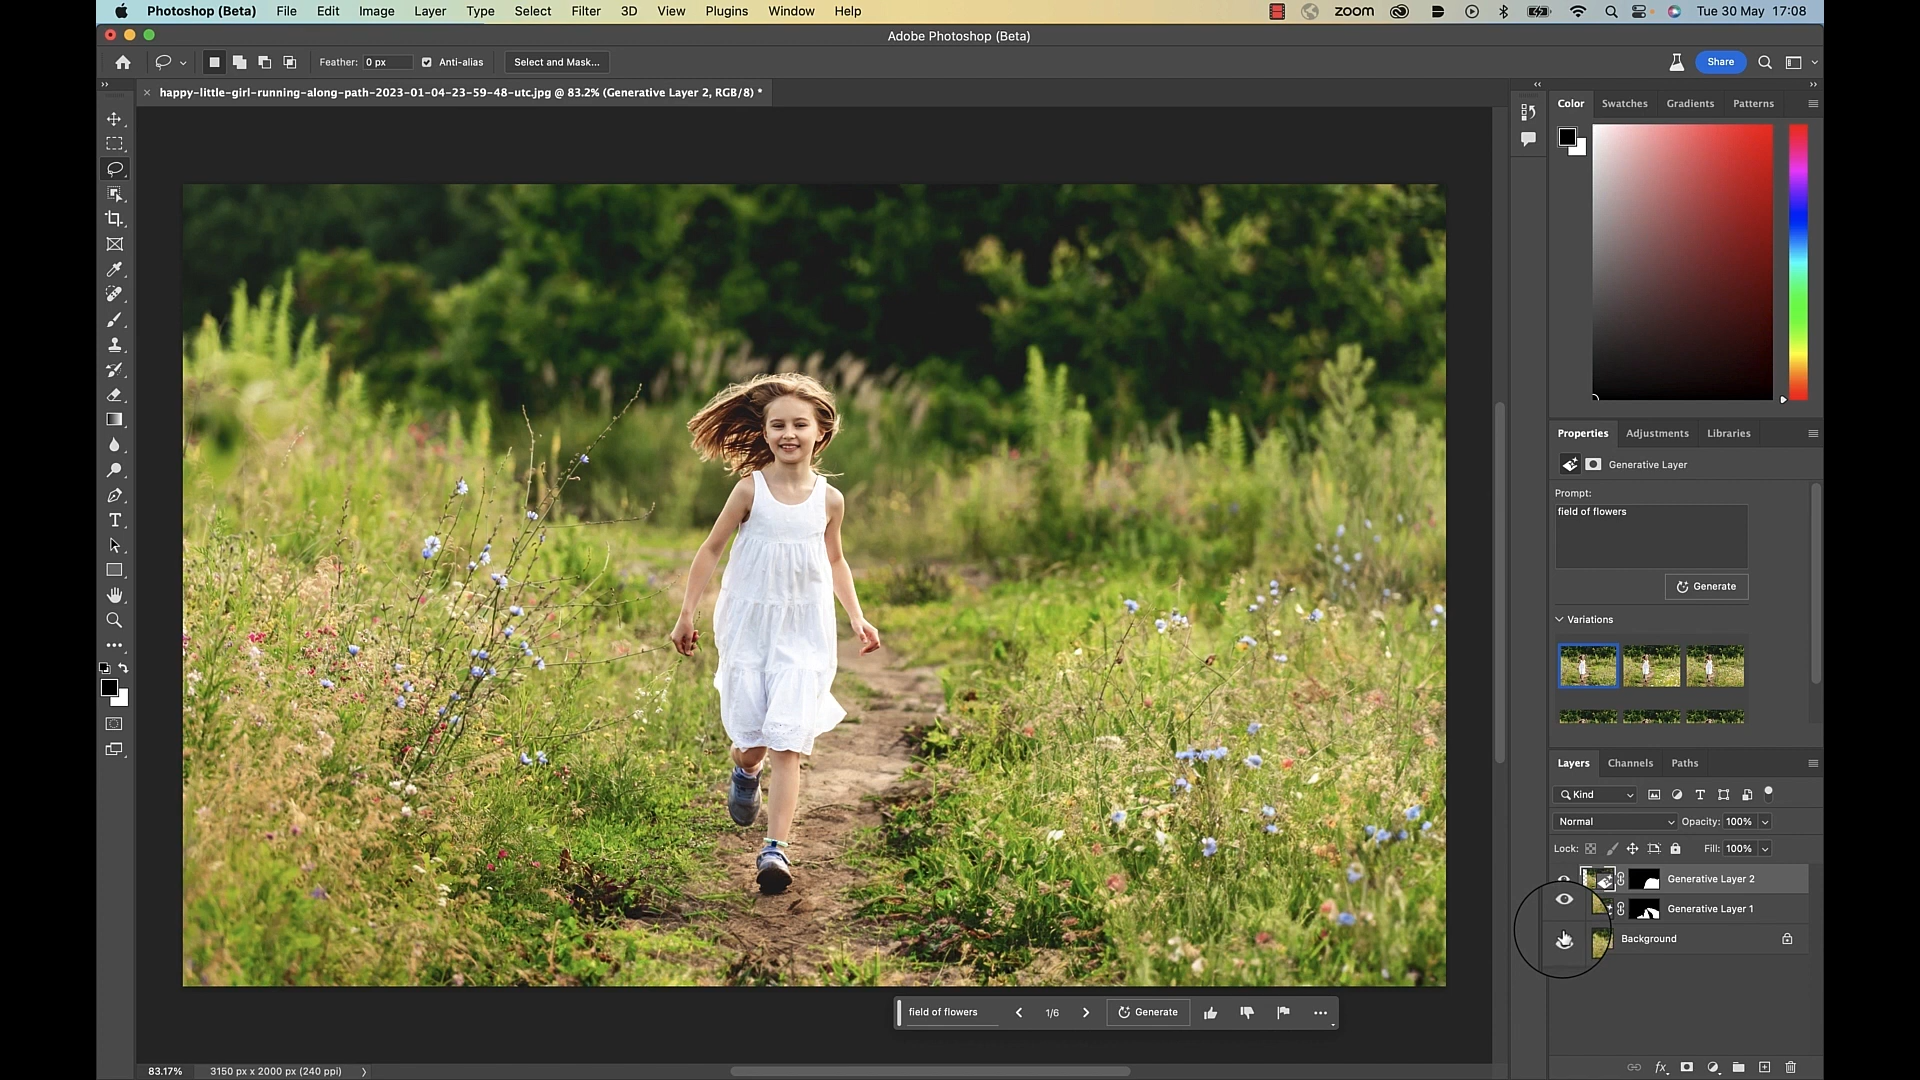 Photoshop (Beta) File Edit Image Layer Type Select Filter 3D View Plugins Window Help zoom Tue 30 May 17:08
Adobe Photoshop (Beta)
Feather: 0 px Anti-alias Select and Mask... Share
happy-little-girl-running-along-path-2023-01-04-23-59-48-utc.jpg @ 83.2% (Generative Layer 2, RGB/8) *
Color Swatches Gradients Patterns
Properties Adjustments Libraries
Generative Layer
Prompt:
field of flowers
Generate
Variations
Layers Channels Paths
Kind
Normal Opacity: 100%
Lock: Fill: 100%
Generative Layer 2
Generative Layer 1
Background
field of flowers 1/6 Generate
83.17% 3150 px x 2000 px (240 ppi)
fx